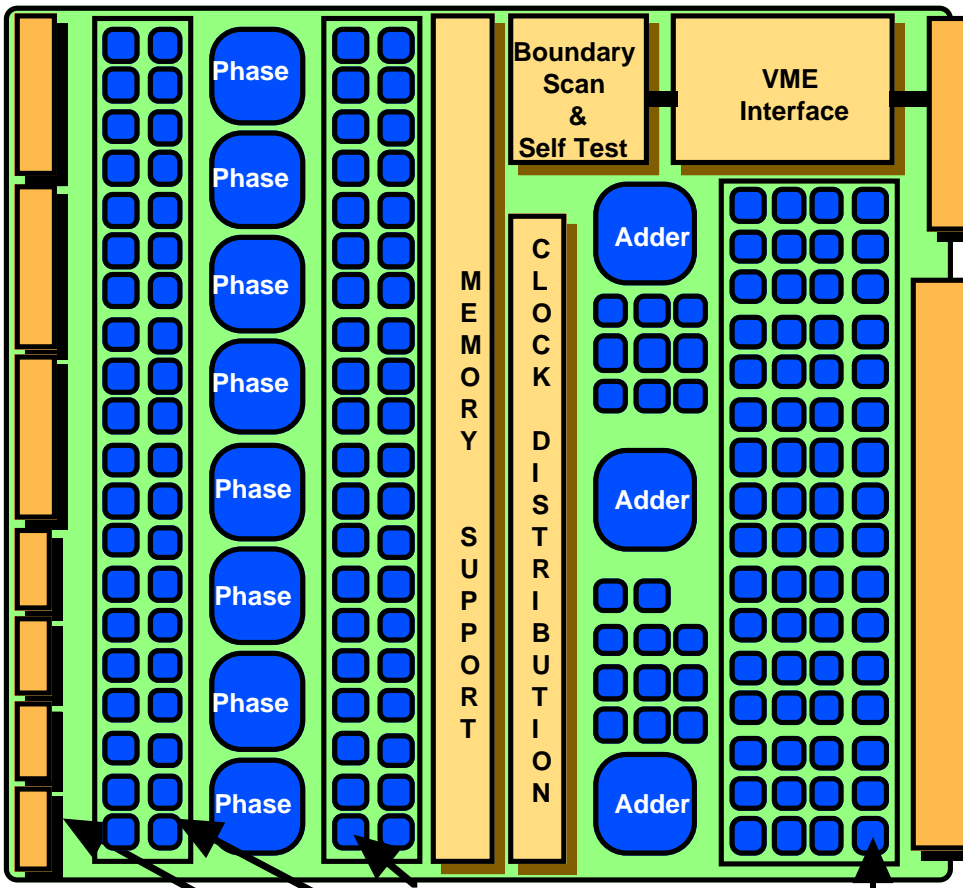 Phase
Phase
Phase
Phase
Phase
Phase
Phase
Phase
MEMORY SUPPORT
CLOCK DISTRIBUTION
Boundary
Scan
&
Self Test
VME
Interface
Adder
Adder
Adder